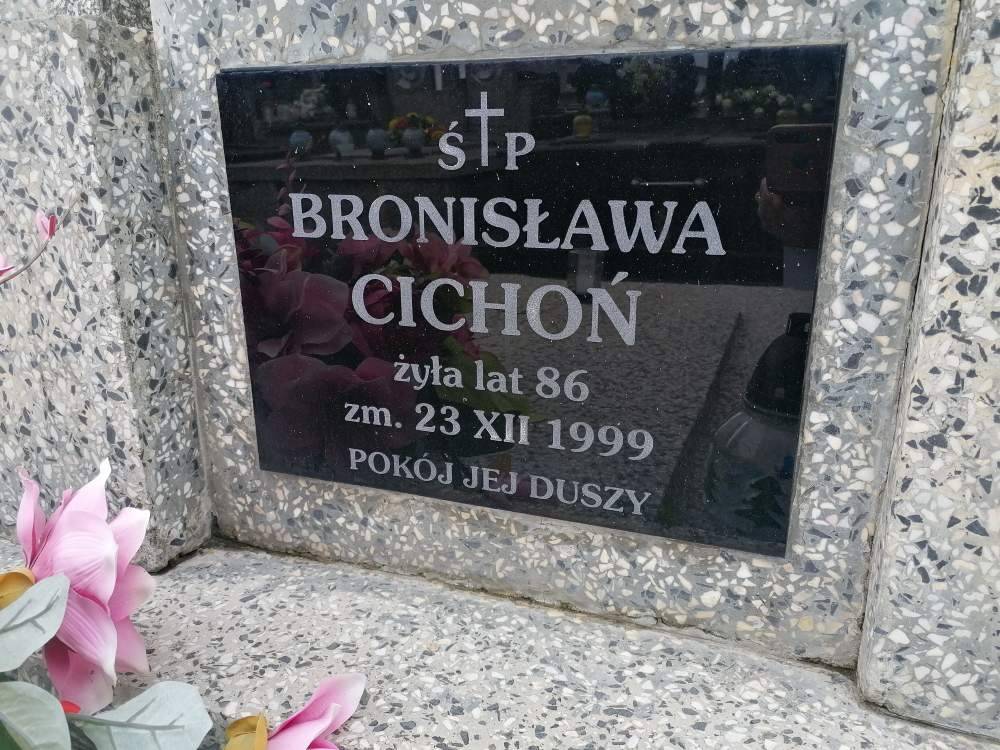 Ś†P
BRONISŁAWA
CICHOŃ
żyła lat 86
zm. 23 XII 1999
POKÓJ JEJ DUSZY